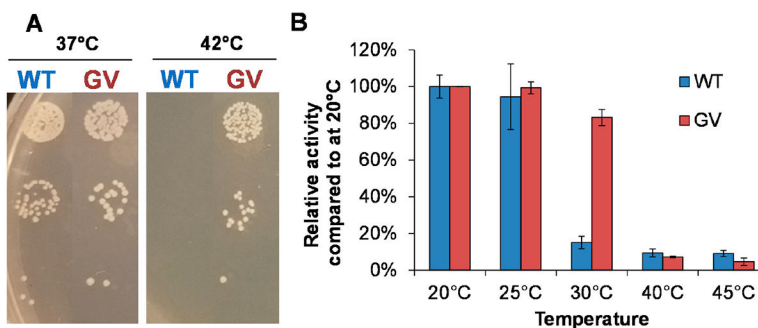 A
37°C
42°C
WT GV
WT GV
B
Relative activity
compared to at 20°C
120%
100%
80%
60%
40%
20%
0%
WT
GV
20°C 25°C 30°C 40°C 45°C
Temperature